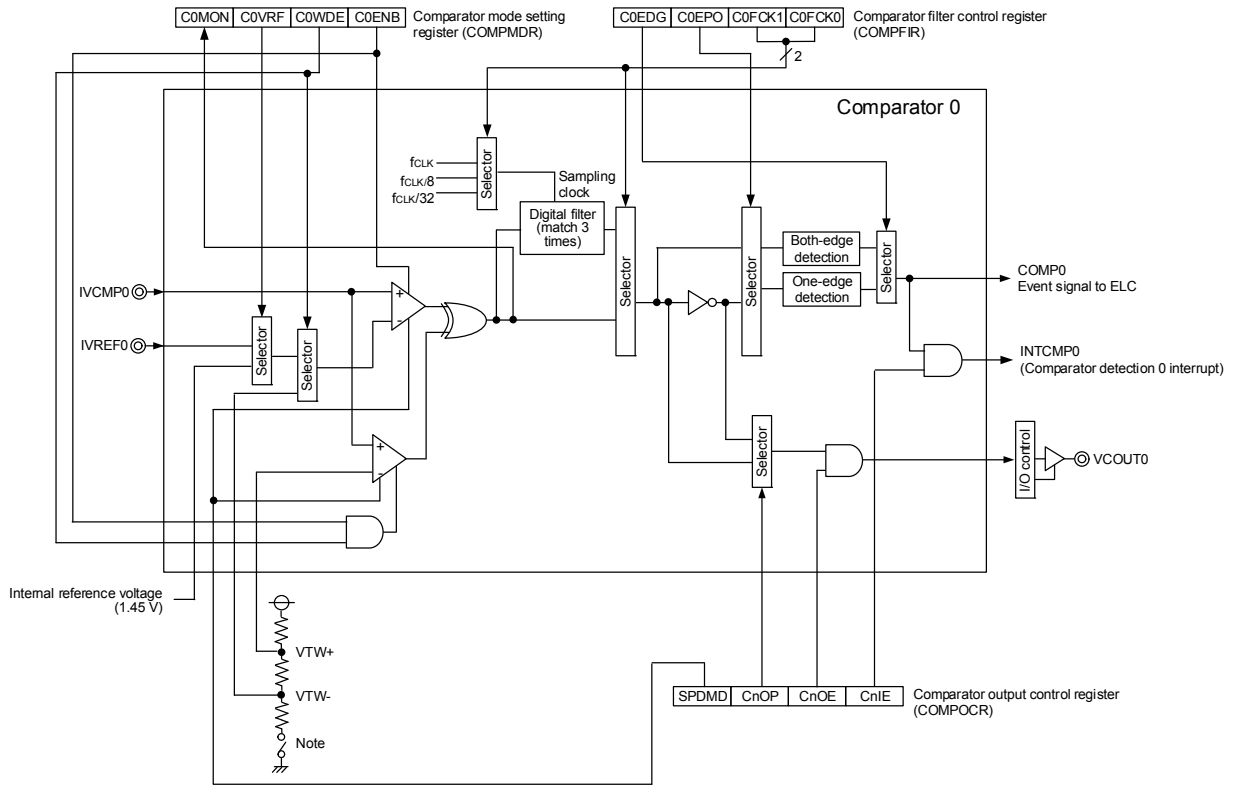 C0MON C0VRF C0WDE C0ENB
Comparator mode setting
register (COMPMDR)
C0EDG C0EPO C0FCK1 C0FCK0
Comparator filter control register
(COMPFIR)
2
Comparator 0
fCLK
fCLK/8
fCLK/32
Selector
Sampling
clock
Digital filter
(match 3
times)
Selector
Selector
Both-edge
detection
One-edge
detection
Selector
COMP0
Event signal to ELC
IVCMP0
+
-
IVREF0
Selector
Selector
INTCMP0
(Comparator detection 0 interrupt)
+
-
Selector
I/O control
VCOUT0
Internal reference voltage
(1.45 V)
VTW+
VTW-
Note
SPDMD CnOP CnOE CnIE
Comparator output control register
(COMPOCR)